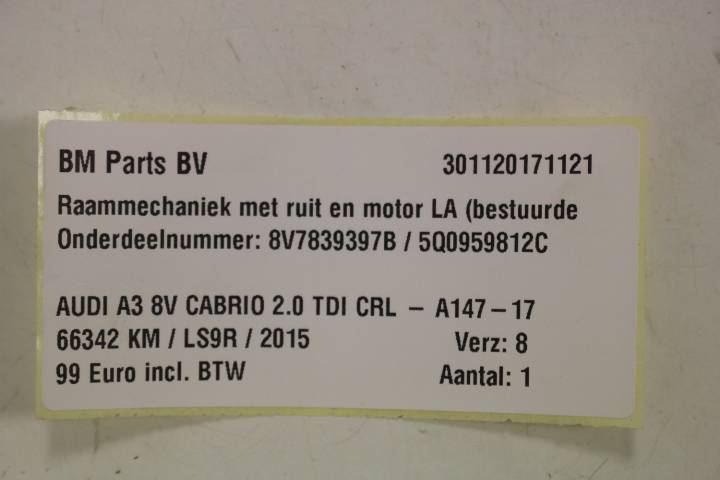 BM Parts BV 301120171121
Raammechaniek met ruit en motor LA (bestuurde
Onderdeelnummer: 8V7839397B / 5Q0959812C
AUDI A3 8V CABRIO 2.0 TDI CRL - A147-17
66342 KM / LS9R / 2015 Verz: 8
99 Euro incl. BTW Aantal: 1